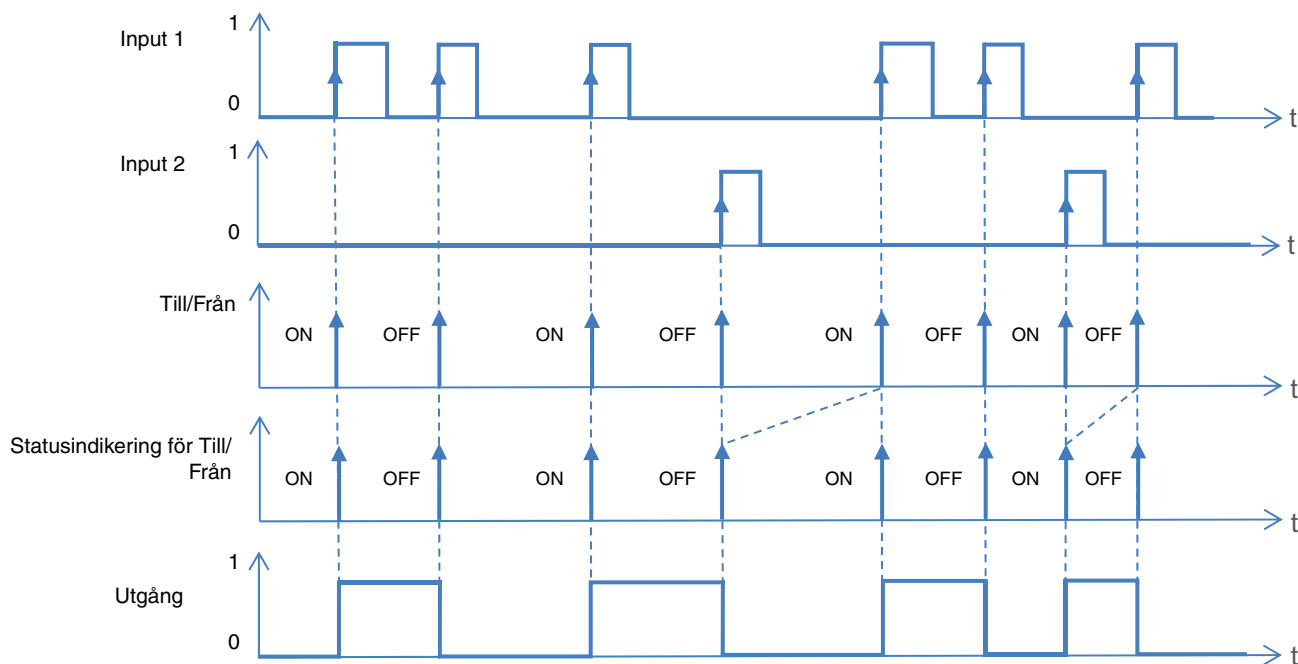 1
Input 1
0
t
1
Input 2
0
t
Till/Från
ON OFF ON OFF ON OFF ON OFF
t
Statusindikering för Till/
Från
ON OFF ON OFF ON OFF ON OFF
t
1
Utgång
0
t